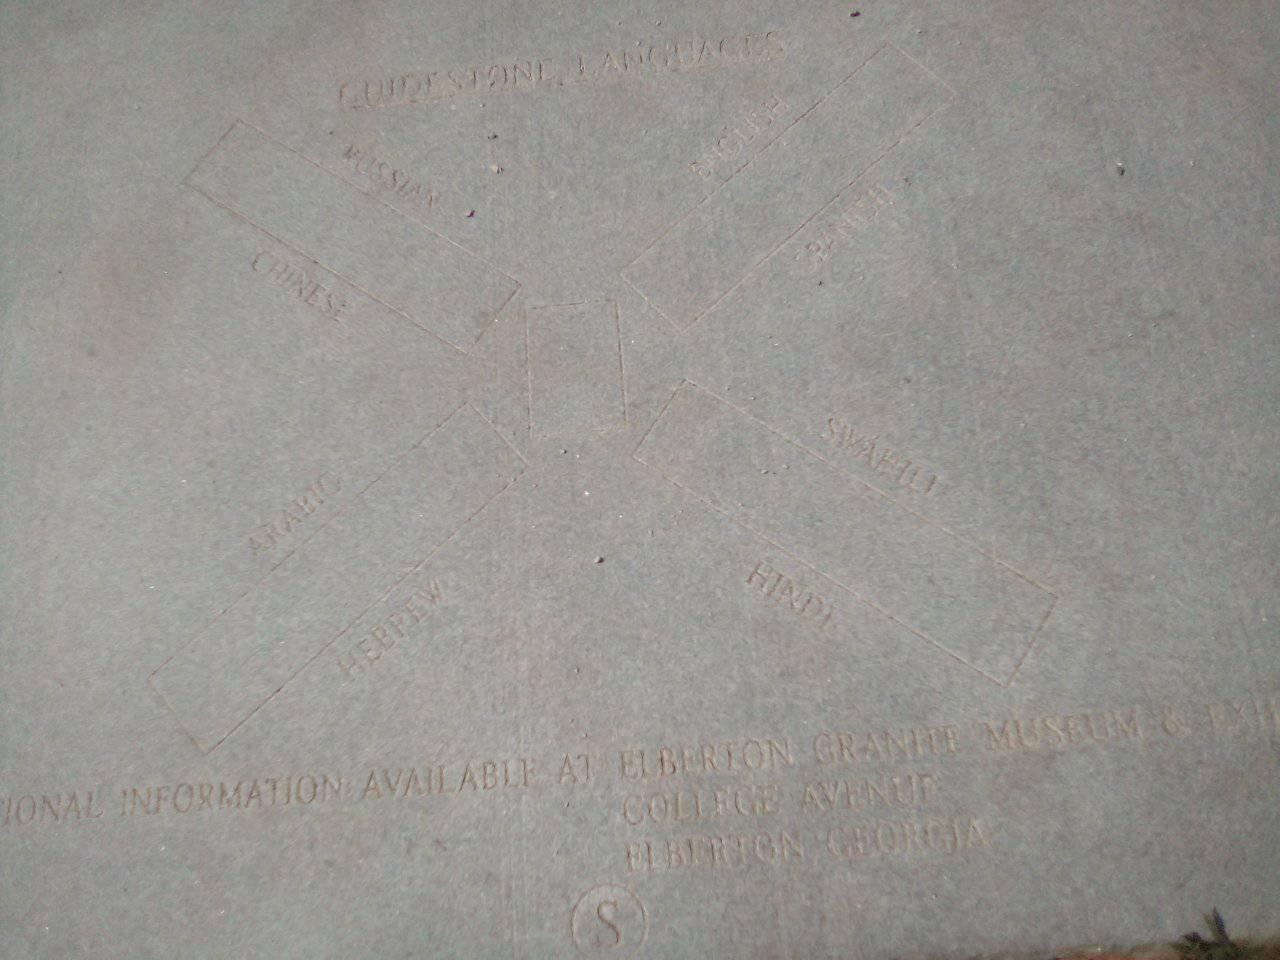 GUIDESTONE LANGUAGES
RUSSIAN
ENGLISH
SPANISH
CHINESE
SWAHILI
ARABIC
HEBREW
HINDI
IONAL INFORMATION AVAILABLE AT ELBERTON GRANITE MUSEUM & EXHI
COLLEGE AVENUE
ELBERTON GEORGIA
S